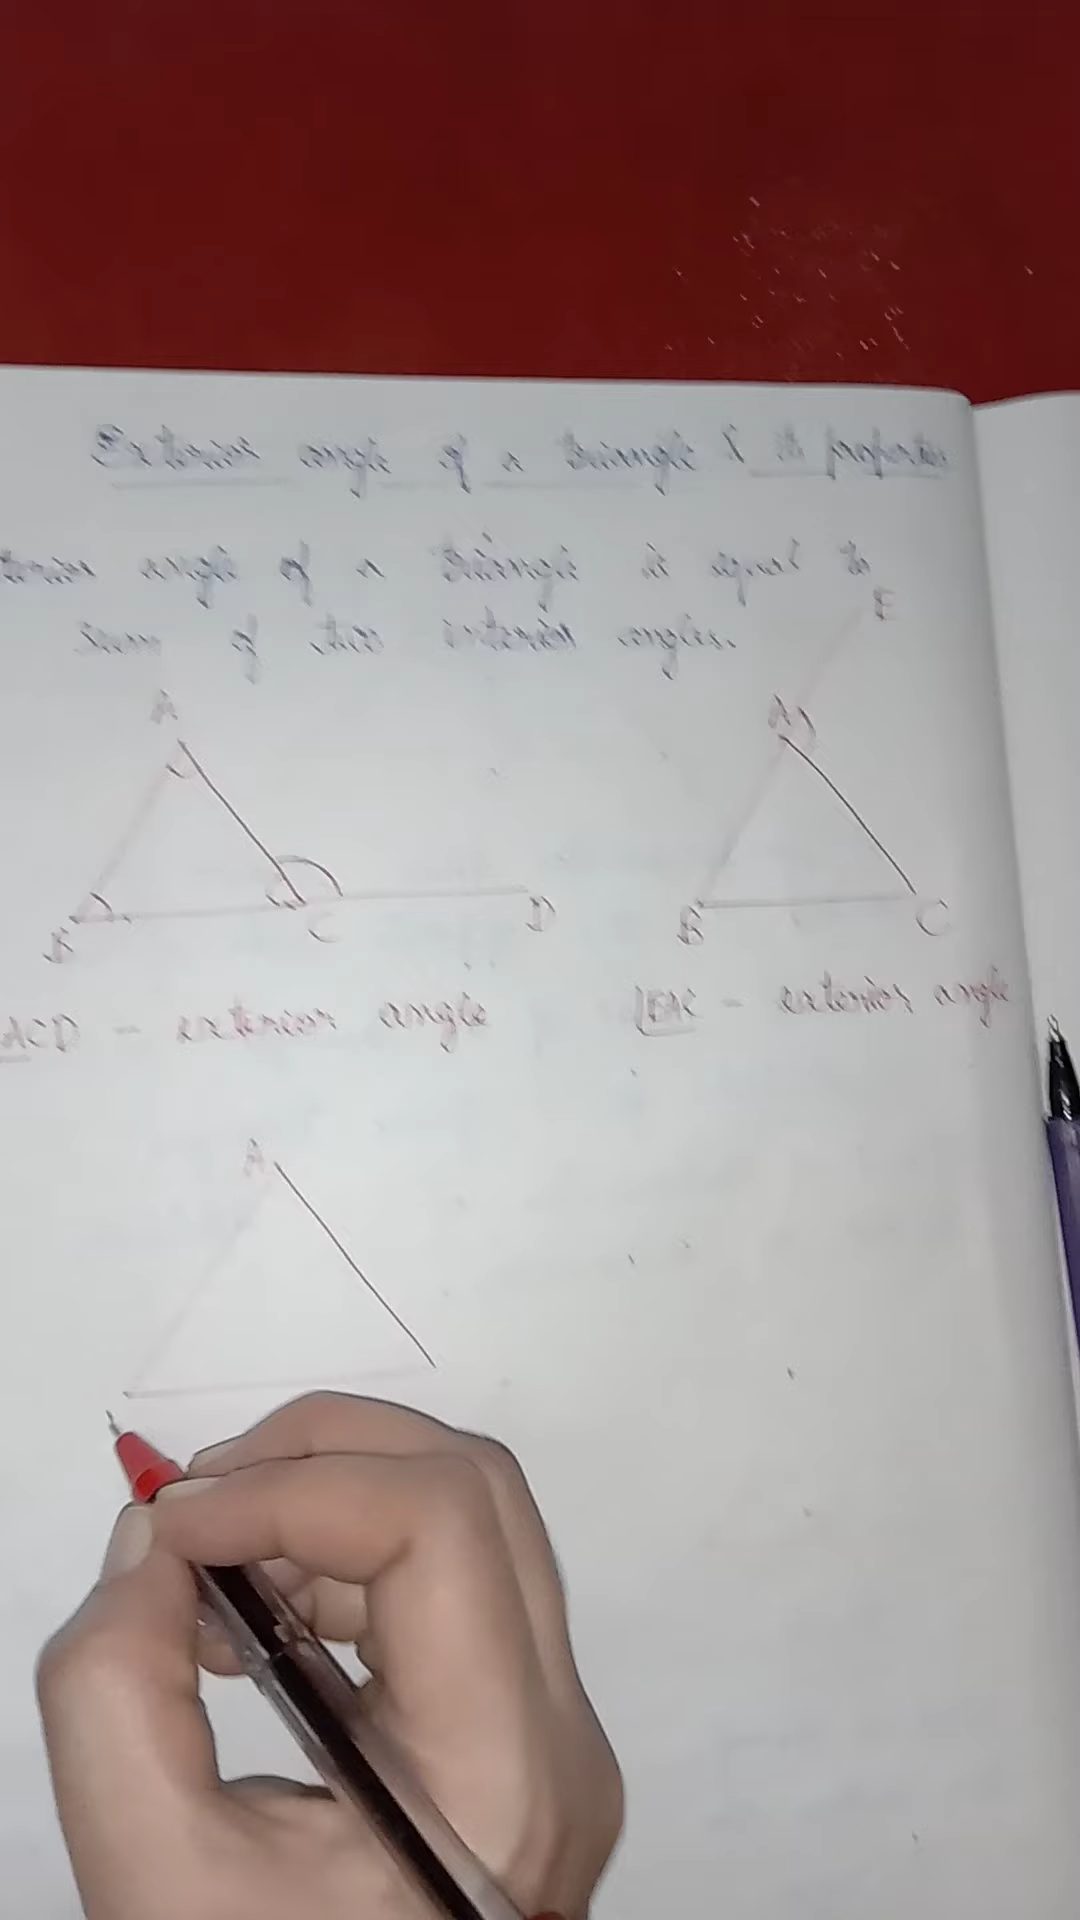 Exterior angle of a triangle & its properties
terior angle of a triangle is equal to
sum of two interior angles.
A
B
C
D
E
A
B
C
ACD - exterior angle
∠EAC - exterior angle
A